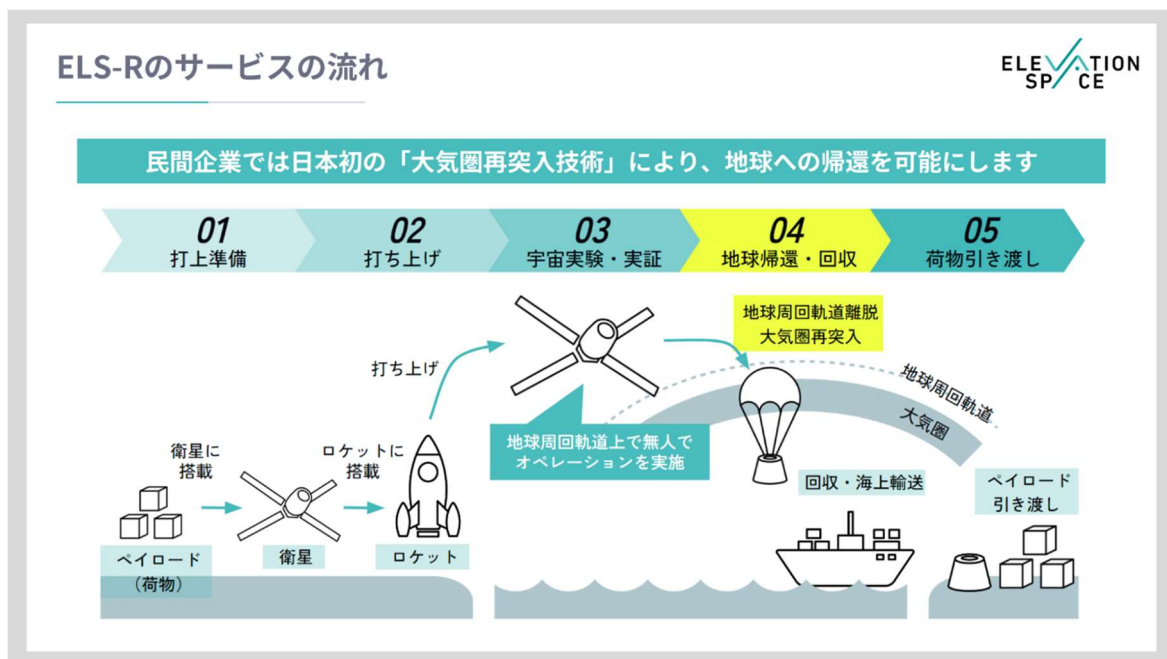 ELS-Rのサービスの流れ
ELEVATION
SPACE
民間企業では日本初の「大気圏再突入技術」により、地球への帰還を可能にします
01
打上準備
02
打ち上げ
03
宇宙実験・実証
04
地球帰還・回収
05
荷物引き渡し
地球周回軌道離脱
大気圏再突入
打ち上げ
地球周回軌道
大気圏
地球周回軌道上で無人で
オペレーションを実施
衛星に
搭載
ロケットに
搭載
回収・海上輸送
ペイロード
引き渡し
ペイロード
（荷物）
衛星
ロケット